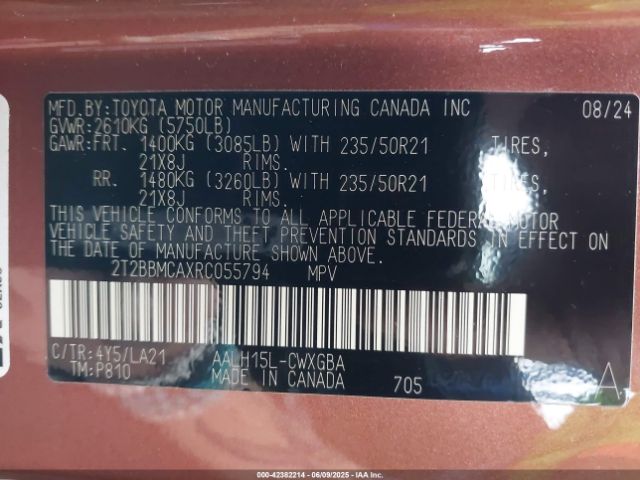 MFD.BY:TOYOTA MOTOR MANUFACTURING CANADA INC 08/24
GVWR:2610KG (5750LB)
GAWR:FRT. 1400KG (3085LB) WITH 235/50R21 TIRES,
21X8J RIMS.
RR. 1480KG (3260LB) WITH 235/50R21 TIRES,
21X8J RIMS.
THIS VEHICLE CONFORMS TO ALL APPLICABLE FEDERAL MOTOR
VEHICLE SAFETY AND THEFT PREVENTION STANDARDS IN EFFECT ON
THE DATE OF MANUFACTURE SHOWN ABOVE.
2T2BBMCAXRC055794 MPV
C/TR:4Y5/LA21 AALH15L-CWXGBA
TM:P810 MADE IN CANADA 705 A
000-42382214 | 06/09/2025 | IAA Inc.